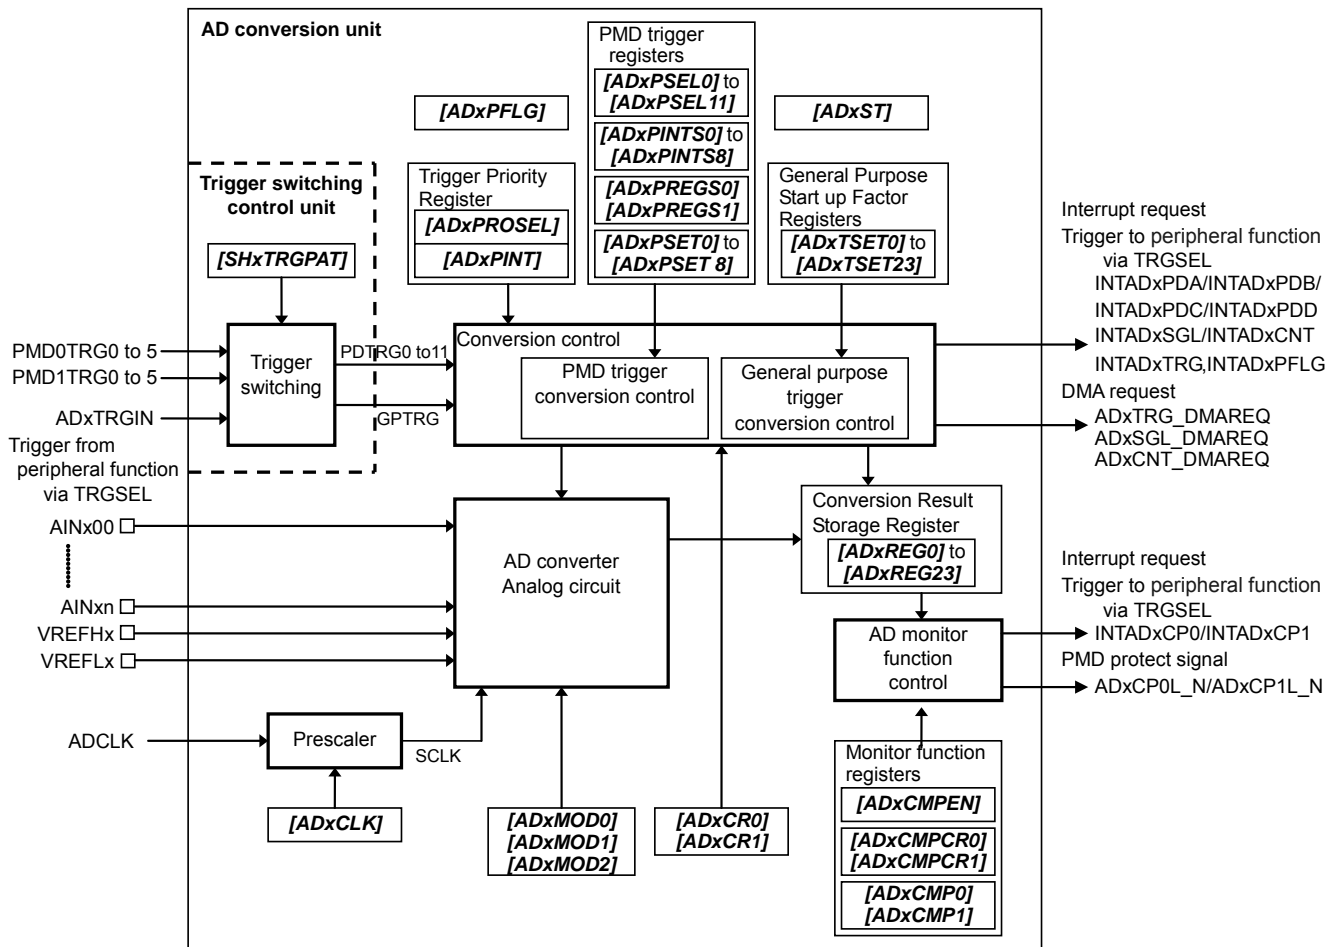 AD conversion unit
PMD trigger
registers
[ADxPSEL0] to
[ADxPSEL11]
[ADxPINTS0] to
[ADxPINTS8]
[ADxPREGS0]
[ADxPREGS1]
[ADxPSET0] to
[ADxPSET 8]
[ADxPFLG]
[ADxST]
Trigger switching
control unit
[SHxTRGPAT]
Trigger Priority
Register
[ADxPROSEL]
[ADxPINT]
General Purpose
Start up Factor
Registers
[ADxTSET0] to
[ADxTSET23]
PMD0TRG0 to 5
PMD1TRG0 to 5
ADxTRGIN
Trigger from
peripheral function
via TRGSEL
Trigger
switching
PDTRG0 to11
GPTRG
Conversion control
PMD trigger
conversion control
General purpose
trigger
conversion control
Interrupt request
Trigger to peripheral function
via TRGSEL
INTADxPDA/INTADxPDB/
INTADxPDC/INTADxPDD
INTADxSGL/INTADxCNT
INTADxTRG,INTADxPFLG
DMA request
ADxTRG_DMAREQ
ADxSGL_DMAREQ
ADxCNT_DMAREQ
AINx00
AINxn
VREFHx
VREFLx
AD converter
Analog circuit
Conversion Result
Storage Register
[ADxREG0] to
[ADxREG23]
AD monitor
function
control
Interrupt request
Trigger to peripheral function
via TRGSEL
INTADxCP0/INTADxCP1
PMD protect signal
ADxCP0L_N/ADxCP1L_N
ADCLK
Prescaler
SCLK
[ADxCLK]
[ADxMOD0]
[ADxMOD1]
[ADxMOD2]
[ADxCR0]
[ADxCR1]
Monitor function
registers
[ADxCMPEN]
[ADxCMPCR0]
[ADxCMPCR1]
[ADxCMP0]
[ADxCMP1]